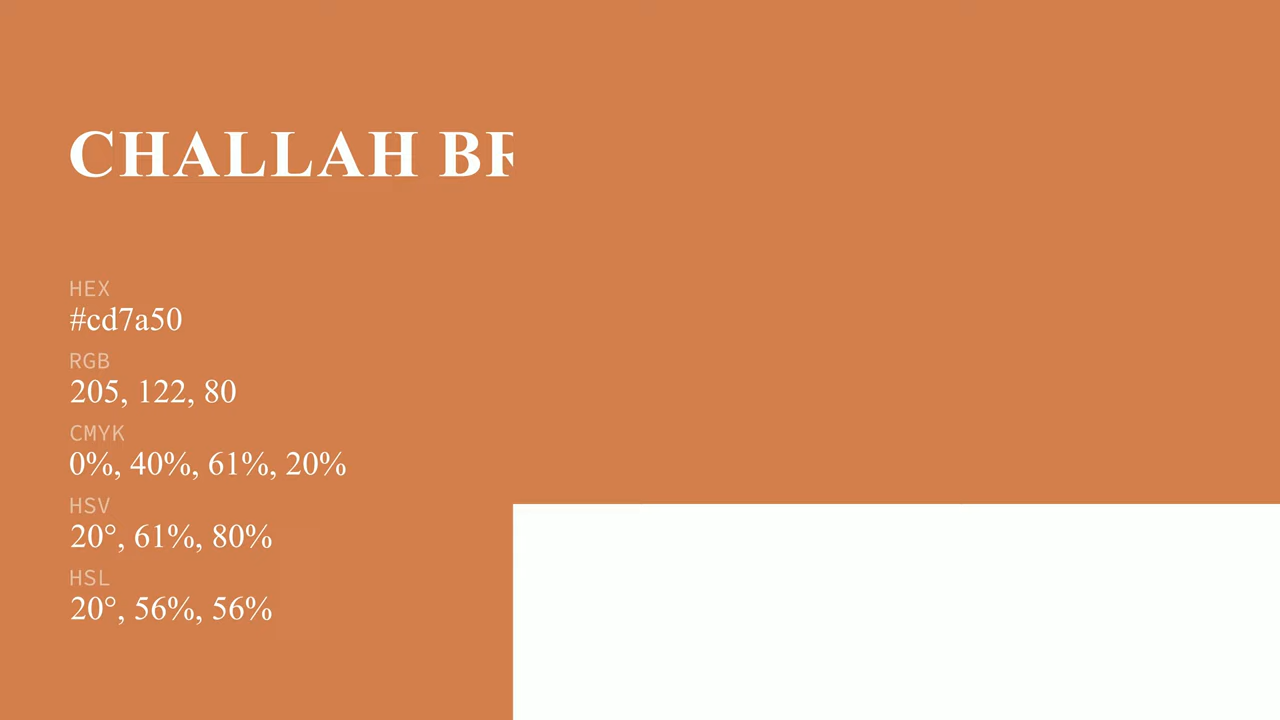 CHALLAH BR
HEX
#cd7a50
RGB
205, 122, 80
CMYK
0%, 40%, 61%, 20%
HSV
20°, 61%, 80%
HSL
20°, 56%, 56%